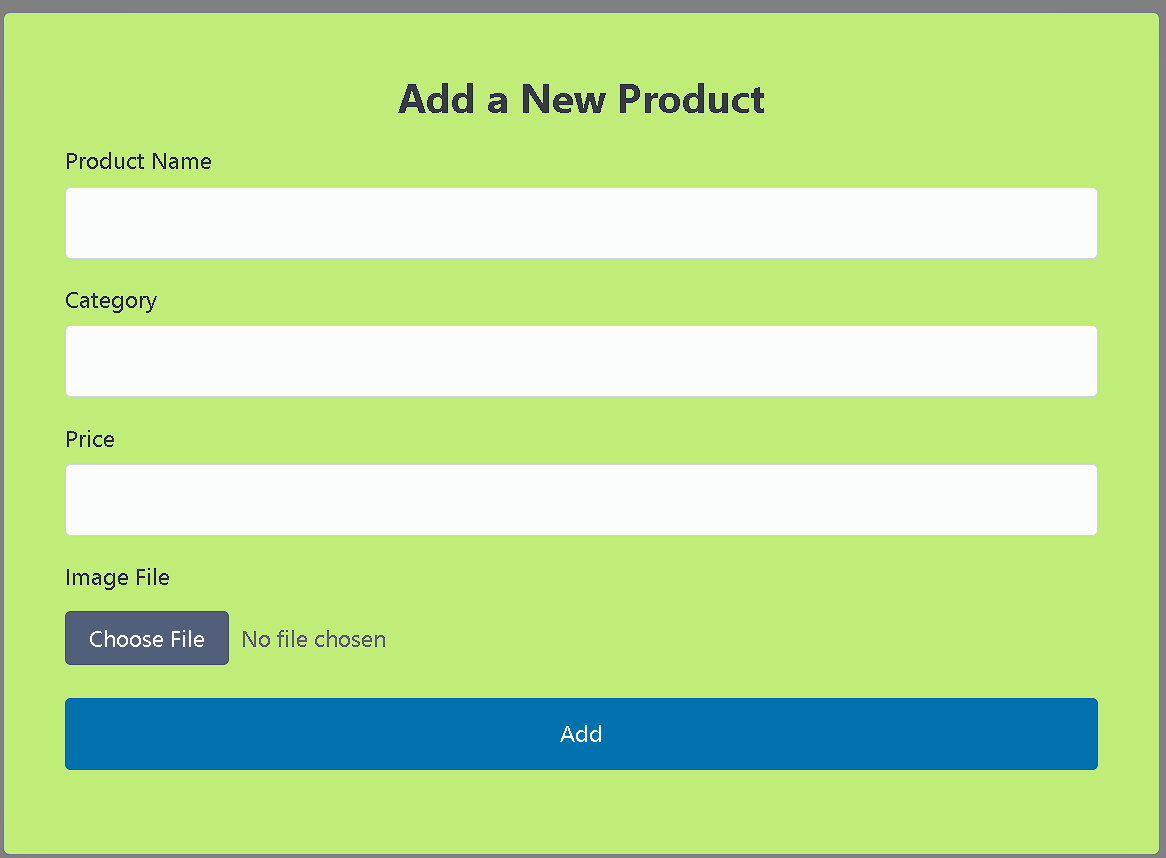 Add a New Product
Product Name
Category
Price
Image File
Choose File No file chosen
Add